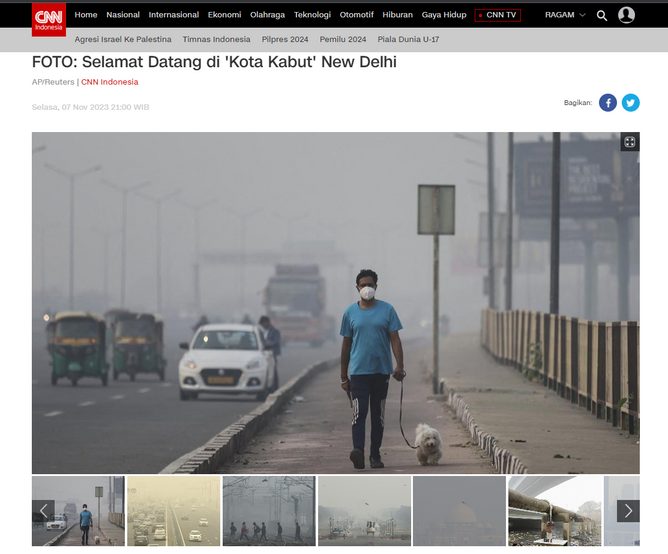 CNN Indonesia
Home Nasional Internasional Ekonomi Olahraga Teknologi Otomotif Hiburan Gaya Hidup CNN TV RAGAM
Agresi Israel Ke Palestina Timnas Indonesia Pilpres 2024 Pemilu 2024 Piala Dunia U-17
FOTO: Selamat Datang di 'Kota Kabut' New Delhi
AP/Reuters | CNN Indonesia
Selasa, 07 Nov 2023 21:00 WIB
Bagikan: